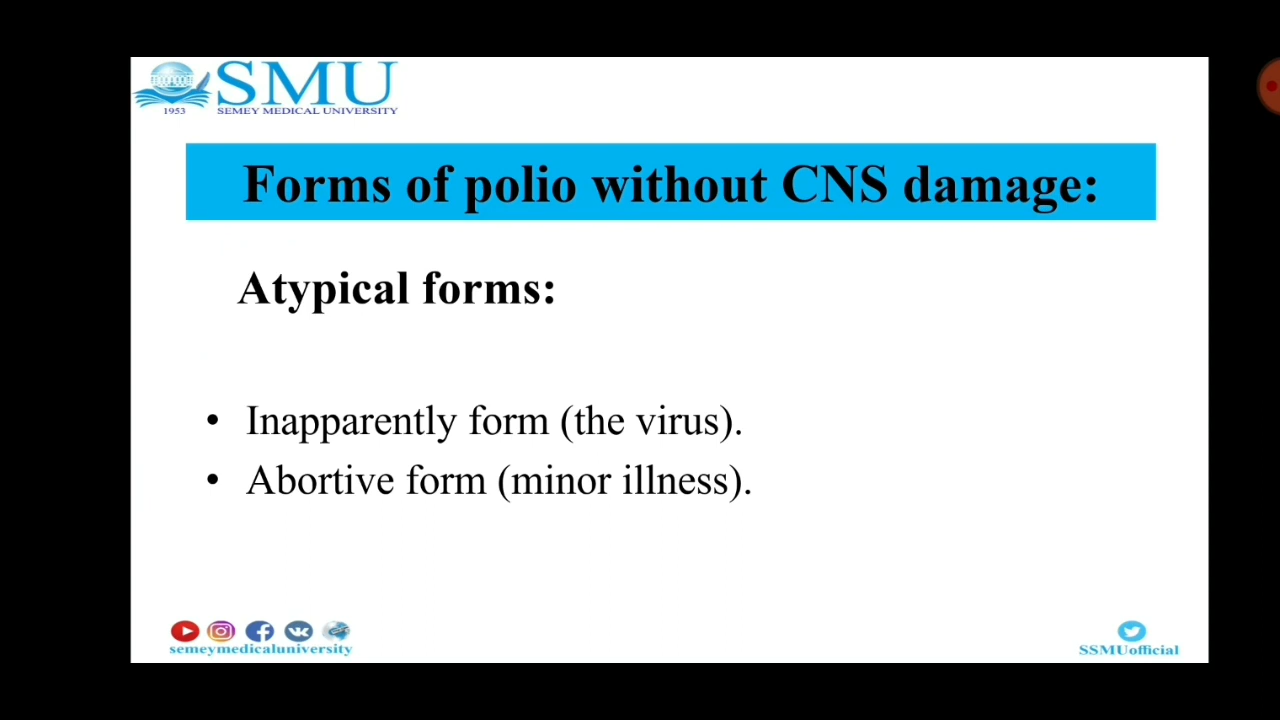 SMU
1953
SEMEY MEDICAL UNIVERSITY
Forms of polio without CNS damage:
Atypical forms:
• Inapparently form (the virus).
• Abortive form (minor illness).
semeymedicaluniversity
SSMUofficial